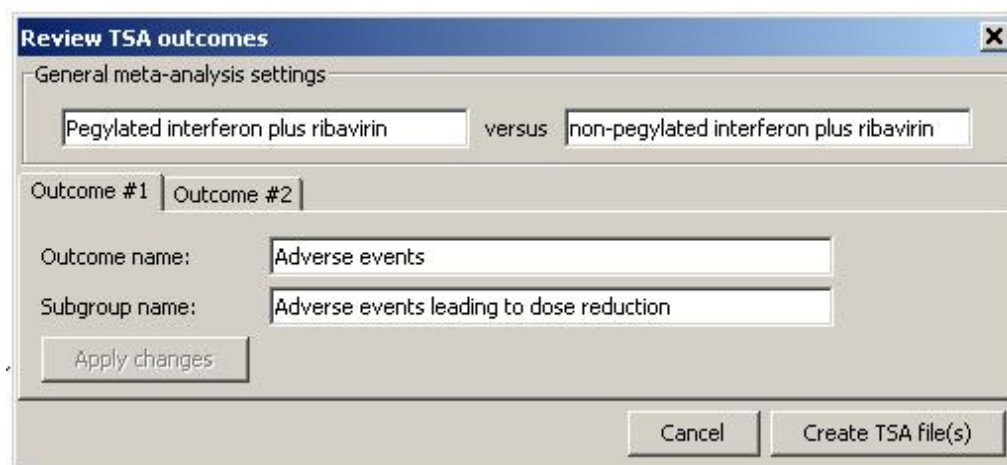 Review TSA outcomes
General meta-analysis settings
Pegylated interferon plus ribavirin versus non-pegylated interferon plus ribavirin
Outcome #1 Outcome #2
Outcome name: Adverse events
Subgroup name: Adverse events leading to dose reduction
Apply changes
Cancel Create TSA file(s)